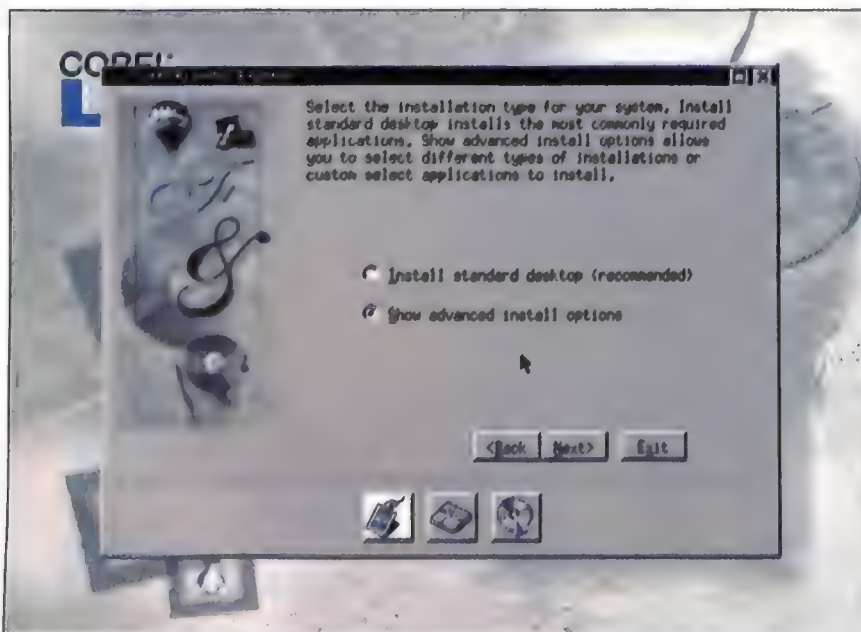 COREL
L
Select the installation type for your system. Install
standard desktop installs the most commonly required
applications. Show advanced install options allows
you to select different types of installations or
custom select applications to install.
Install standard desktop (recommended)
Show advanced install options
<Back Next> Exit